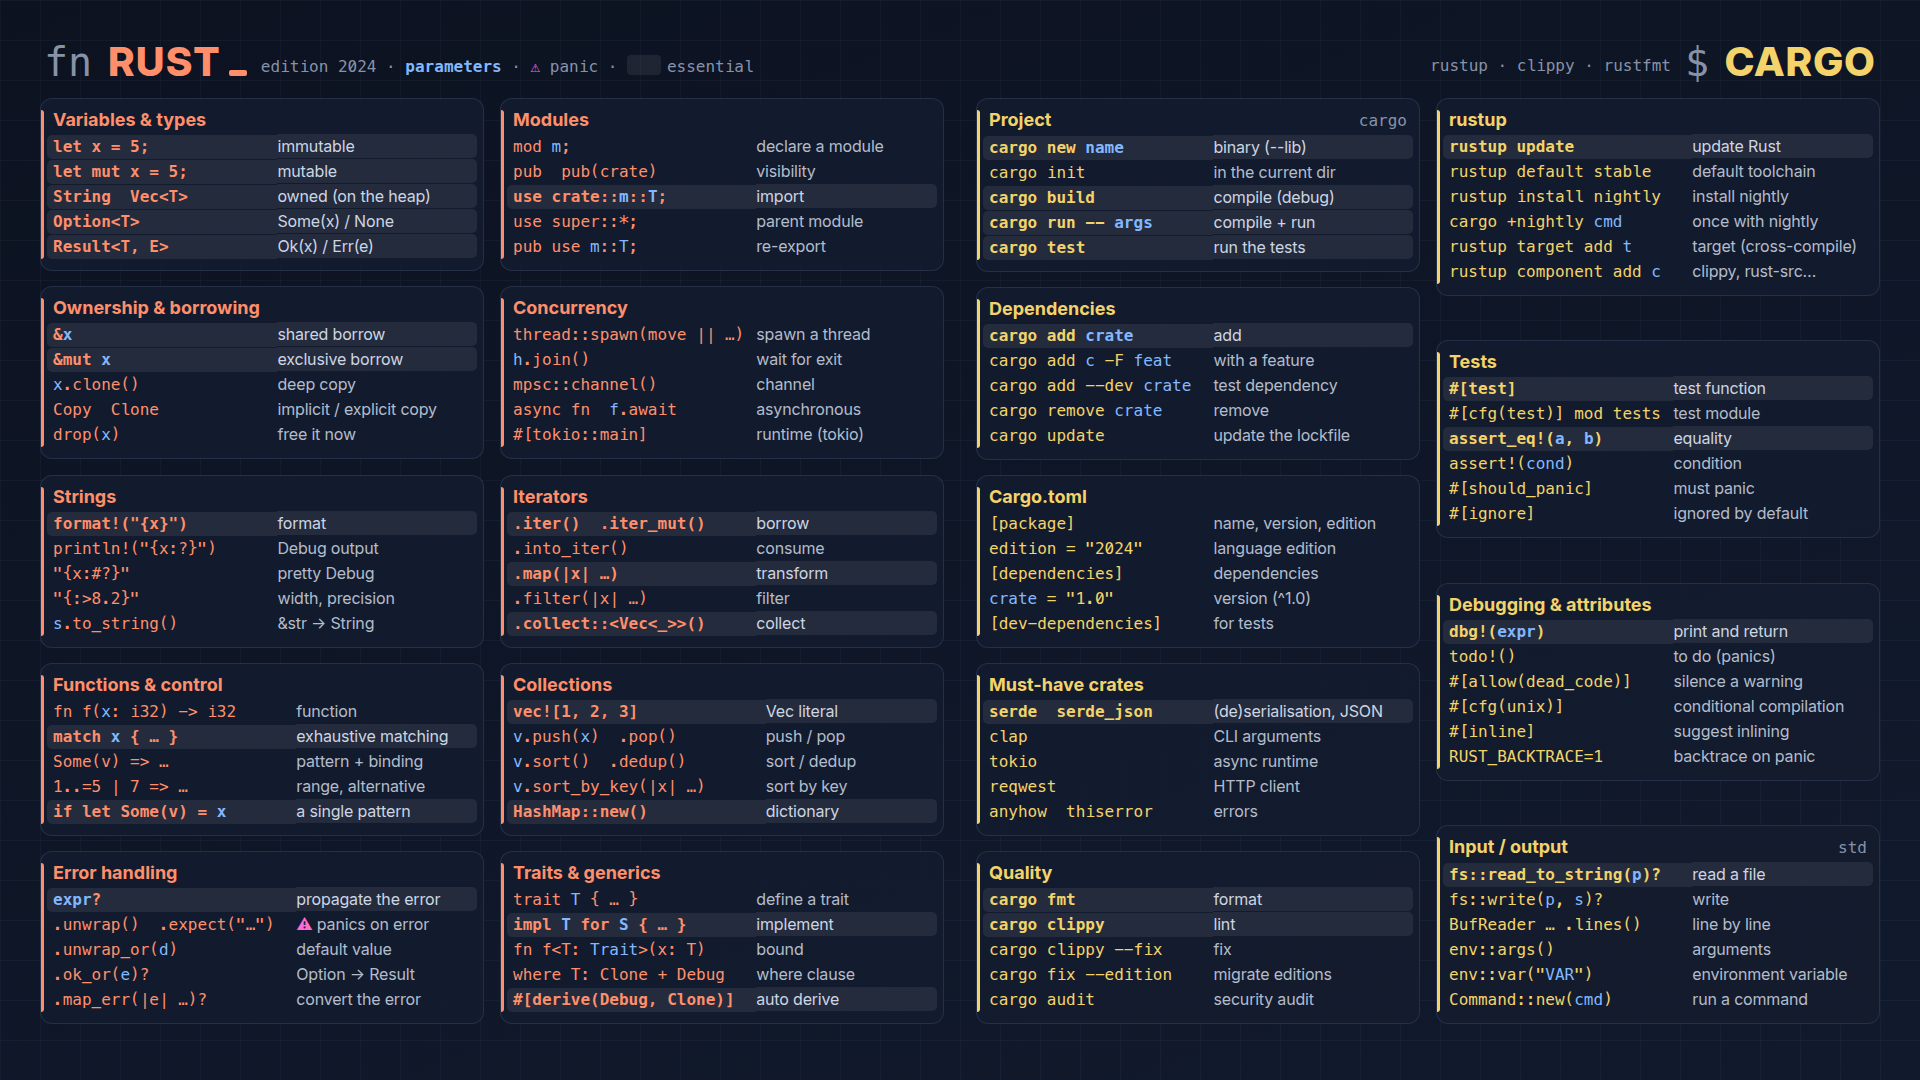 fn RUST_ edition 2024 · parameters · ⚠ panic · essential
rustup · clippy · rustfmt $ CARGO
Variables & types
let x = 5; immutable
let mut x = 5; mutable
String Vec<T> owned (on the heap)
Option<T> Some(x) / None
Result<T, E> Ok(x) / Err(e)
Ownership & borrowing
&x shared borrow
&mut x exclusive borrow
x.clone() deep copy
Copy Clone implicit / explicit copy
drop(x) free it now
Strings
format!("{x}") format
println!("{x:?}") Debug output
"{x:#?}" pretty Debug
"{:>8.2}" width, precision
s.to_string() &str → String
Functions & control
fn f(x: i32) -> i32 function
match x { … } exhaustive matching
Some(v) => … pattern + binding
1..=5 | 7 => … range, alternative
if let Some(v) = x a single pattern
Error handling
expr? propagate the error
.unwrap() .expect("…") ⚠ panics on error
.unwrap_or(d) default value
.ok_or(e)? Option → Result
.map_err(|e| …)? convert the error
Modules
mod m; declare a module
pub pub(crate) visibility
use crate::m::T; import
use super::*; parent module
pub use m::T; re-export
Concurrency
thread::spawn(move || …) spawn a thread
h.join() wait for exit
mpsc::channel() channel
async fn f.await asynchronous
#[tokio::main] runtime (tokio)
Iterators
.iter() .iter_mut() borrow
.into_iter() consume
.map(|x| …) transform
.filter(|x| …) filter
.collect::<Vec<_>>() collect
Collections
vec![1, 2, 3] Vec literal
v.push(x) .pop() push / pop
v.sort() .dedup() sort / dedup
v.sort_by_key(|x| …) sort by key
HashMap::new() dictionary
Traits & generics
trait T { … } define a trait
impl T for S { … } implement
fn f<T: Trait>(x: T) bound
where T: Clone + Debug where clause
#[derive(Debug, Clone)] auto derive
Project cargo
cargo new name binary (--lib)
cargo init in the current dir
cargo build compile (debug)
cargo run -- args compile + run
cargo test run the tests
Dependencies
cargo add crate add
cargo add c -F feat with a feature
cargo add --dev crate test dependency
cargo remove crate remove
cargo update update the lockfile
Cargo.toml
[package] name, version, edition
edition = "2024" language edition
[dependencies] dependencies
crate = "1.0" version (^1.0)
[dev-dependencies] for tests
Must-have crates
serde serde_json (de)serialisation, JSON
clap CLI arguments
tokio async runtime
reqwest HTTP client
anyhow thiserror errors
Quality
cargo fmt format
cargo clippy lint
cargo clippy --fix fix
cargo fix --edition migrate editions
cargo audit security audit
rustup
rustup update update Rust
rustup default stable default toolchain
rustup install nightly install nightly
cargo +nightly cmd once with nightly
rustup target add t target (cross-compile)
rustup component add c clippy, rust-src…
Tests
#[test] test function
#[cfg(test)] mod tests test module
assert_eq!(a, b) equality
assert!(cond) condition
#[should_panic] must panic
#[ignore] ignored by default
Debugging & attributes
dbg!(expr) print and return
todo!() to do (panics)
#[allow(dead_code)] silence a warning
#[cfg(unix)] conditional compilation
#[inline] suggest inlining
RUST_BACKTRACE=1 backtrace on panic
Input / output std
fs::read_to_string(p)? read a file
fs::write(p, s)? write
BufReader … .lines() line by line
env::args() arguments
env::var("VAR") environment variable
Command::new(cmd) run a command